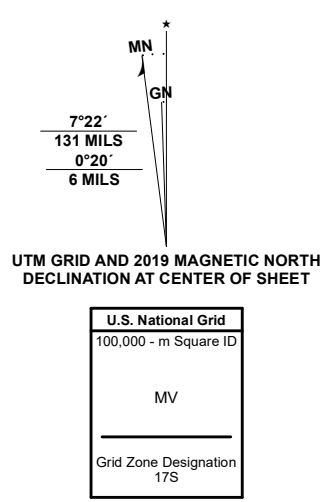 MN
GN
7°22´
131 MILS
0°20´
6 MILS
UTM GRID AND 2019 MAGNETIC NORTH
DECLINATION AT CENTER OF SHEET
U.S. National Grid
100,000 - m Square ID
MV
Grid Zone Designation
17S